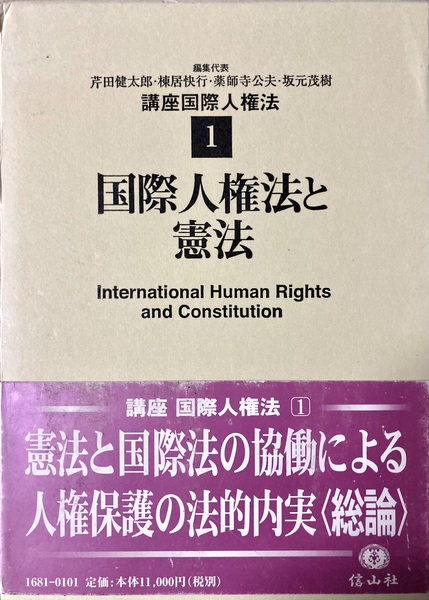 編集代表
芹田健太郎・棟居快行・薬師寺公夫・坂元茂樹
講座国際人権法
1
国際人権法と
憲法
International Human Rights
and Constitution
講座 国際人権法 1
憲法と国際法の協働による
人権保護の法的内実〈総論〉
1681-0101 定価：本体11,000円（税別）
信山社